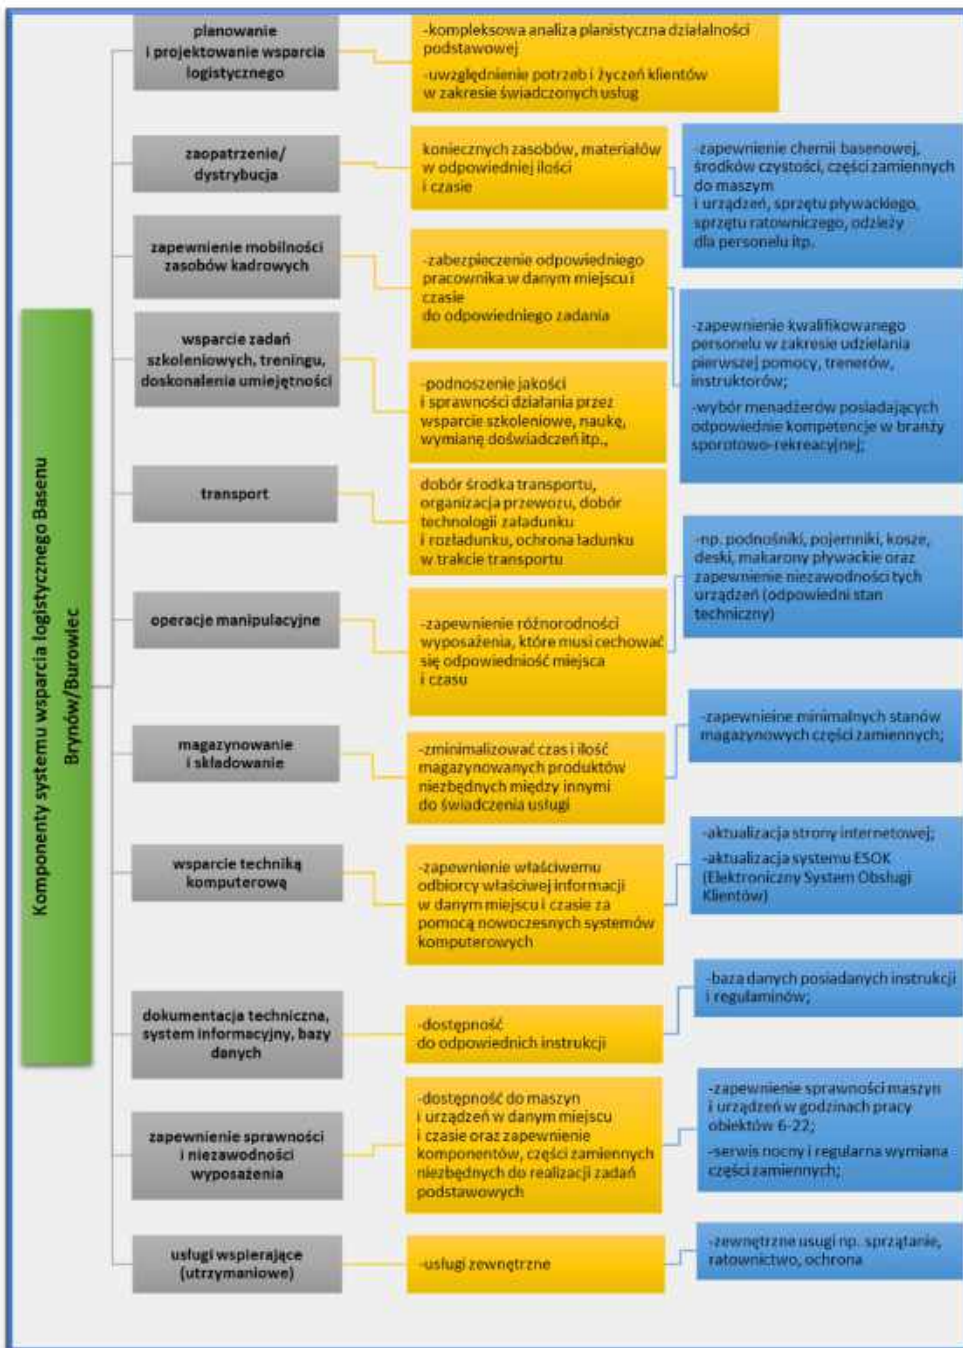 Komponenty systemu wsparcia logistycznego Basenu
Brynów/Burowiec
planowanie
i projektowanie wsparcia
logistycznego
-kompleksowa analiza planistyczna działalności
podstawowej
-uwzględnienie potrzeb i życzeń klientów
w zakresie świadczonych usług
zaopatrzenie/
dystrybucja
koniecznych zasobów, materiałów
w odpowiedniej ilości
i czasie
-zapewnienie chemii basenowej,
środków czystości, części zamiennych
do maszym
i urządzeń, sprzętu pływackiego,
sprzętu ratowniczego, odzieży
dla personelu itp.
zapewnienie mobilności
zasobów kadrowych
-zabezpieczenie odpowiedniego
pracownika w danym miejscu i
czasie
do odpowiedniego zadania
-zapewnienie kwalifikowanego
personelu w zakresie udzielania
pierwszej pomocy, trenerów,
instruktorów;
-wybór menadżerów posiadających
odpowiednie kompetencje w branży
sporotowo-rekreacyjnej;
wsparcie zadań
szkoleniowych, treningu,
doskonalenia umiejętności
-podnoszenie jakości
i sprawności działania przez
wsparcie szkoleniowe, naukę,
wymianę doświadczeń itp.,
transport
dobór środka transportu,
organizacja przewozu, dobór
technologii załadunku
i rozładunku, ochrona ładunku
w trakcie transportu
operacje manipulacyjne
-zapewnienie różnorodności
wyposażenia, które musi cechować
się odpowiedniość miejsca
i czasu
-np. podnośniki, pojemniki, kosze,
deski, makarony pływackie oraz
zapewnienie niezawodności tych
urządzeń (odpowiedni stan
techniczny)
magazynowanie
i składowanie
-zminimalizować czas i ilość
magazynowanych produktów
niezbędnych między innymi
do świadczenia usługi
-zapewnieine minimalnych stanów
magazynowych części zamiennych;
wsparcie techniką
komputerową
-zapewnienie właściwemu
odbiorcy właściwej informacji
w danym miejscu i czasie za
pomocą nowoczesnych systemów
komputerowych
-aktualizacja strony internetowej;
-aktualizacja systemu ESOK
(Elektroniczny System Obsługi
Klientów)
dokumentacja techniczna,
system informacyjny, bazy
danych
-dostępność
do odpowiednich instrukcji
-baza danych posiadanych instrukcji
i regulaminów;
zapewnienie sprawności
i niezawodności
wyposażenia
-dostępność do maszyn
i urządzeń w danym miejscu
i czasie oraz zapewnienie
komponentów, części zamiennych
niezbędnych do realizacji zadań
podstawowych
-zapewnienie sprawności maszyn
i urządzeń w godzinach pracy
obiektów 6-22;
-serwis nocny i regularna wymiana
części zamiennych;
usługi wspierające
(utrzymaniowe)
-usługi zewnętrzne
-zewnętrzne usugi np. sprzątanie,
ratownictwo, ochrona